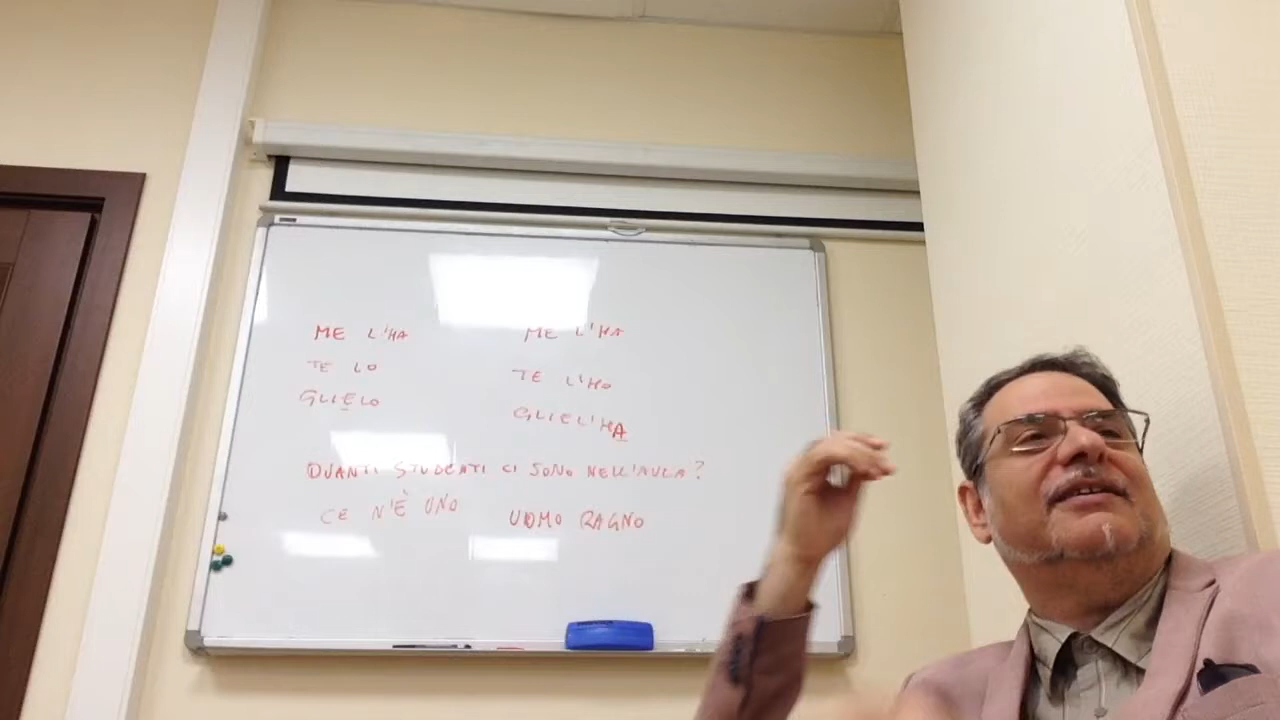 ME L'HA ME L'HA
TE LO TE L'HO
GLIELO GLIEL'HA
QUANTI STUDENTI CI SONO NELL'AULA?
CE N'È UNO UOMO RAGNO